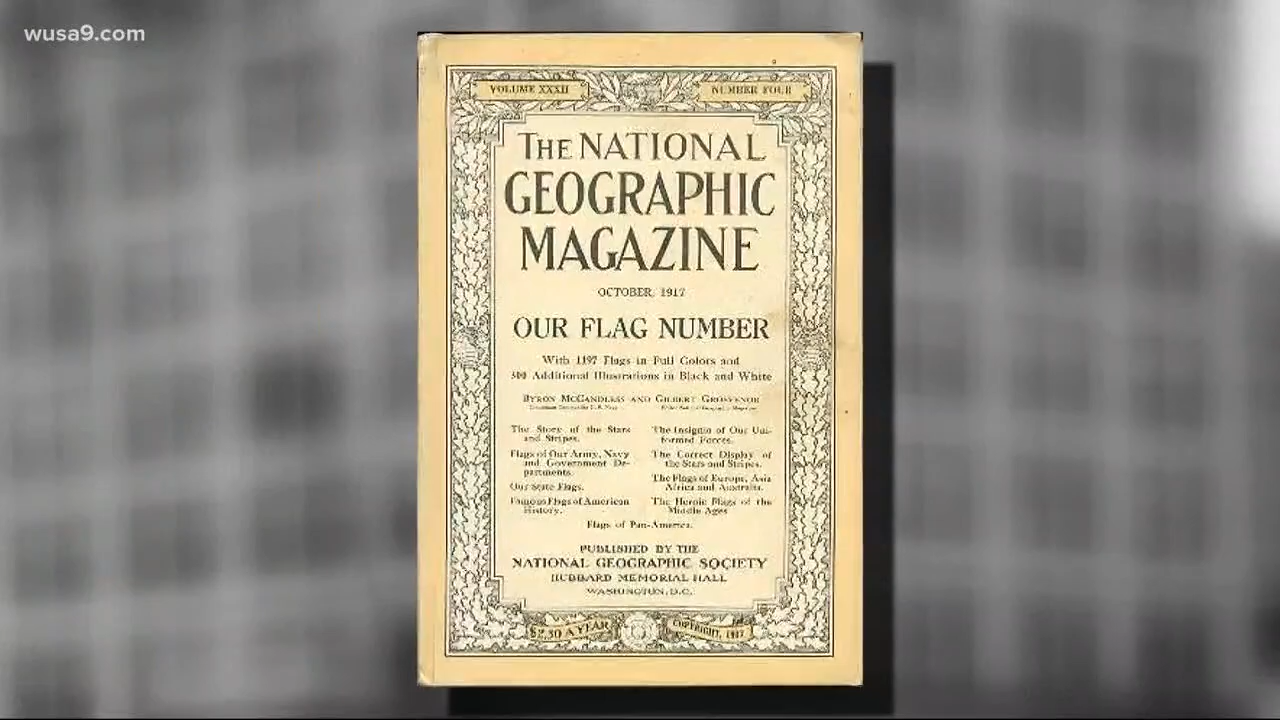 wusa9.com
VOLUME XXXII
NUMBER FOUR
THE NATIONAL
GEOGRAPHIC
MAGAZINE
OCTOBER, 1917
OUR FLAG NUMBER
With 1197 Flags in Full Colors and
300 Additional Illustrations in Black and White
BYRON McCANDLESS AND GILBERT GROSVENOR
The Story of the Stars
and Stripes.
Flags of Our Army, Navy
and Government De-
partments.
Our State Flags.
Famous Flags of American
History.
The Insignia of Our Uni-
formed Forces.
The Correct Display of
the Stars and Stripes.
The Flags of Europe, Asia
Africa and Australia.
The Heroic Flags of the
Middle Ages
Flags of Pan-America.
PUBLISHED BY THE
NATIONAL GEOGRAPHIC SOCIETY
HUBBARD MEMORIAL HALL
WASHINGTON, D.C.
$2.50 A YEAR
COPYRIGHT, 1917